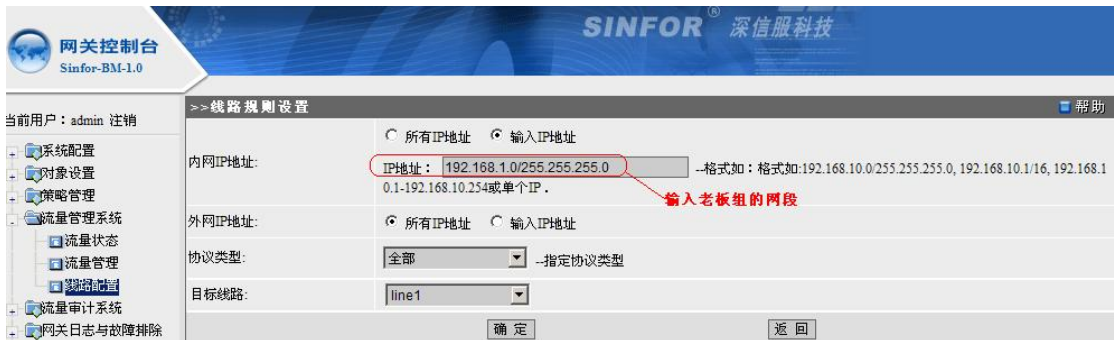 SINFOR® 深信服科技
网关控制台
Sinfor-BM-1.0
当前用户：admin 注销
系统配置
对象设置
策略管理
流量管理系统
流量状态
流量管理
线路配置
流量审计系统
网关日志与故障排除
>>线路规则设置
帮助
内网IP地址:
所有IP地址 输入IP地址
IP地址： 192.168.1.0/255.255.255.0 --格式如：格式如:192.168.10.0/255.255.255.0, 192.168.10.1/16, 192.168.1
0.1-192.168.10.254或单个IP．
输入老板组的网段
外网IP地址: 所有IP地址 输入IP地址
协议类型: 全部 --指定协议类型
目标线路: line1
确 定 返 回